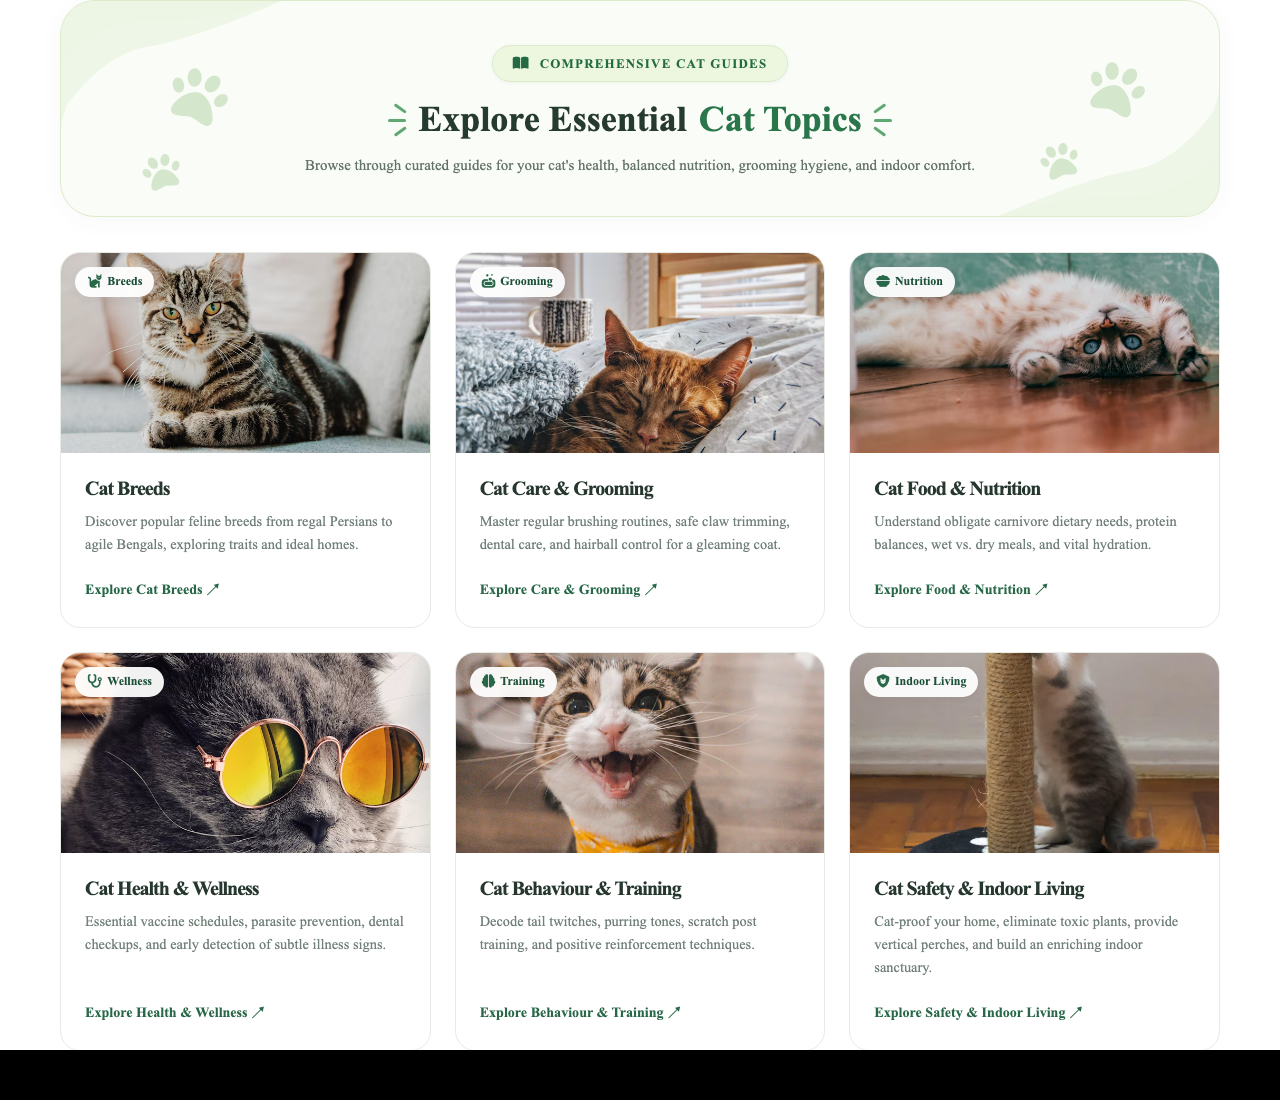 COMPREHENSIVE CAT GUIDES
Explore Essential Cat Topics
Browse through curated guides for your cat's health, balanced nutrition, grooming hygiene, and indoor comfort.
Breeds
Grooming
Nutrition
Cat Breeds
Discover popular feline breeds from regal Persians to
agile Bengals, exploring traits and ideal homes.
Explore Cat Breeds ↗
Cat Care & Grooming
Master regular brushing routines, safe claw trimming,
dental care, and hairball control for a gleaming coat.
Explore Care & Grooming ↗
Cat Food & Nutrition
Understand obligate carnivore dietary needs, protein
balances, wet vs. dry meals, and vital hydration.
Explore Food & Nutrition ↗
Wellness
Training
Indoor Living
Cat Health & Wellness
Essential vaccine schedules, parasite prevention, dental
checkups, and early detection of subtle illness signs.
Explore Health & Wellness ↗
Cat Behaviour & Training
Decode tail twitches, purring tones, scratch post
training, and positive reinforcement techniques.
Explore Behaviour & Training ↗
Cat Safety & Indoor Living
Cat-proof your home, eliminate toxic plants, provide
vertical perches, and build an enriching indoor
sanctuary.
Explore Safety & Indoor Living ↗